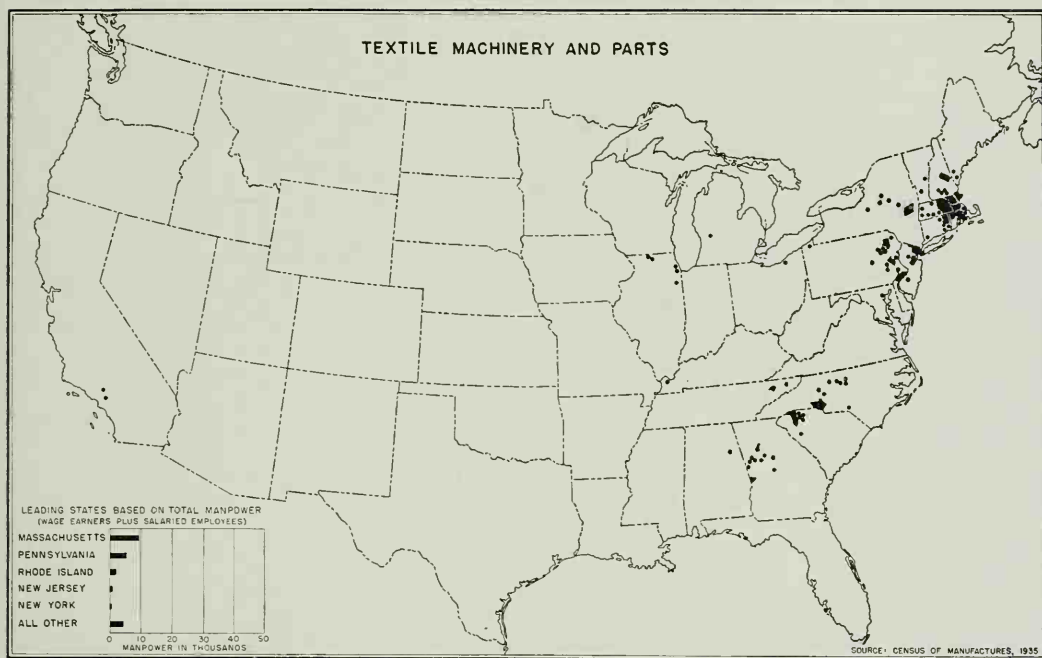 TEXTILE MACHINERY AND PARTS
LEADING STATES BASED ON TOTAL MANPOWER
(WAGE EARNERS PLUS SALARIED EMPLOYEES)
MASSACHUSETTS
PENNSYLVANIA
RHODE ISLAND
NEW JERSEY
NEW YORK
ALL OTHER
0 10 20 30 40 50
MANPOWER IN THOUSANDS
SOURCE: CENSUS OF MANUFACTURES, 1935